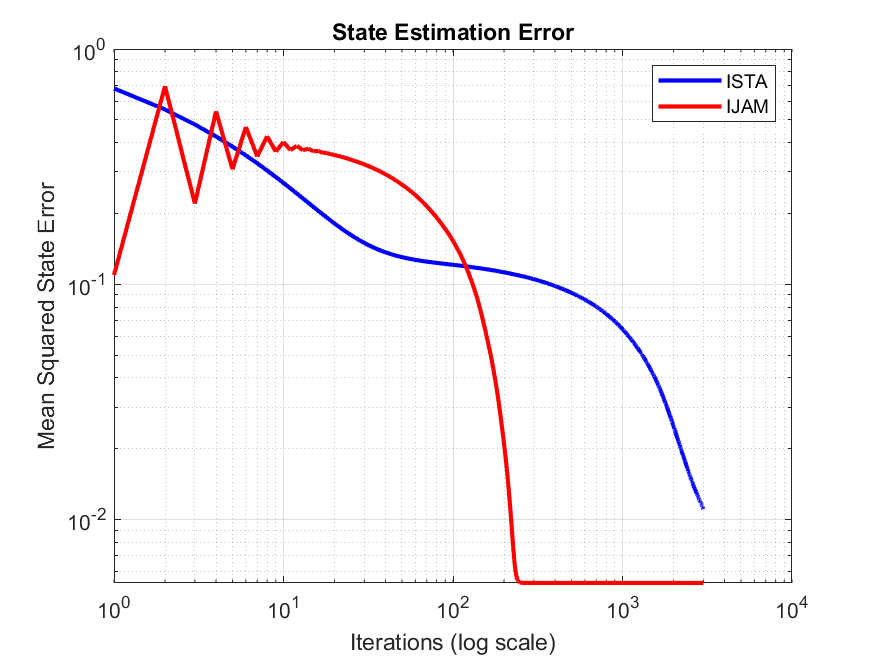 State Estimation Error
ISTA
IJAM
Mean Squared State Error
10^0
10^-1
10^-2
10^0 10^1 10^2 10^3 10^4
Iterations (log scale)